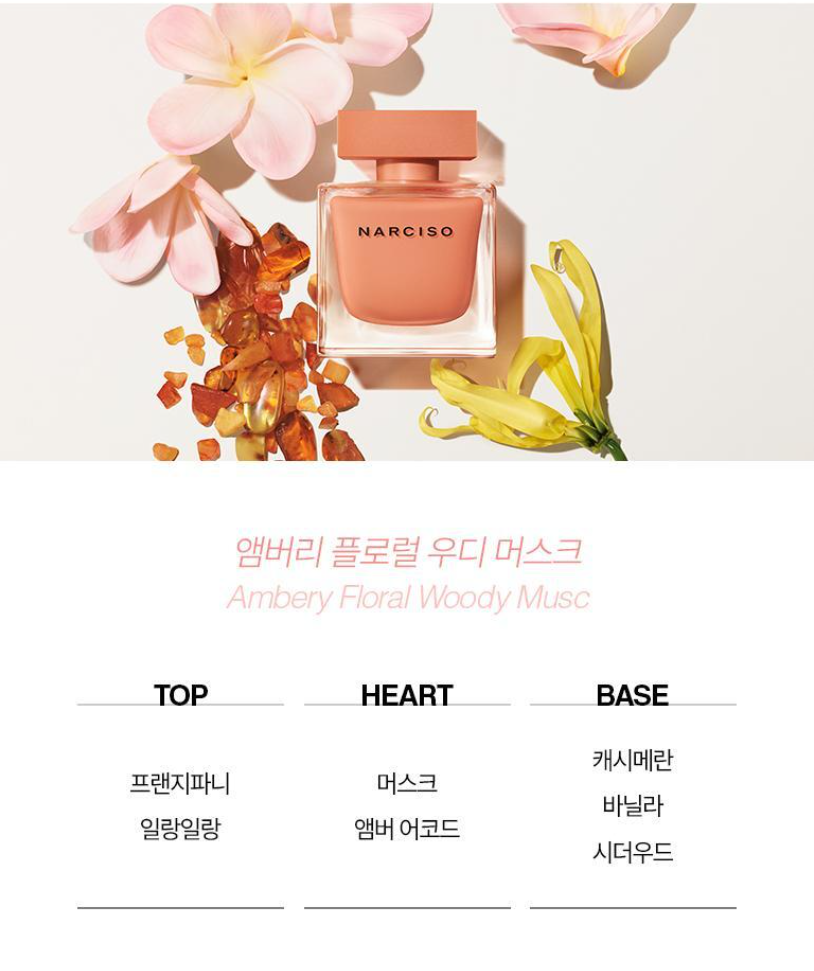 NARCISO
앰버리 플로럴 우디 머스크
Ambery Floral Woody Musc
TOP
프랜지파니
일랑일랑
HEART
머스크
앰버 어코드
BASE
캐시메란
바닐라
시더우드